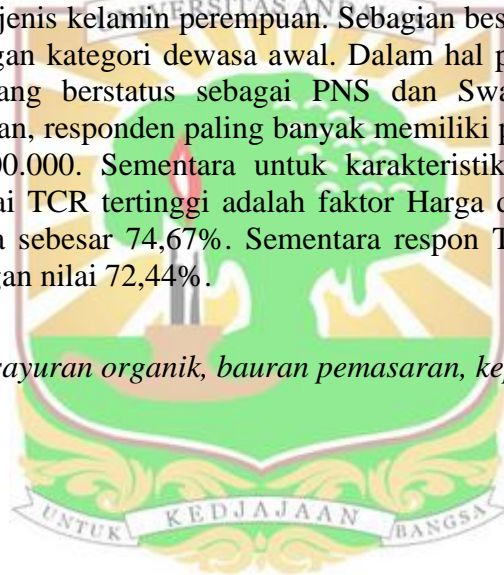 jenis kelamin perempuan. Sebagian bes
gan kategori dewasa awal. Dalam hal p
ang berstatus sebagai PNS dan Swa
an, responden paling banyak memiliki p
00.000. Sementara untuk karakteristik
ai TCR tertinggi adalah faktor Harga d
a sebesar 74,67%. Sementara respon T
gan nilai 72,44%.
ayuran organik, bauran pemasaran, kep
UNTUK KEDJAJAAN BANGSA